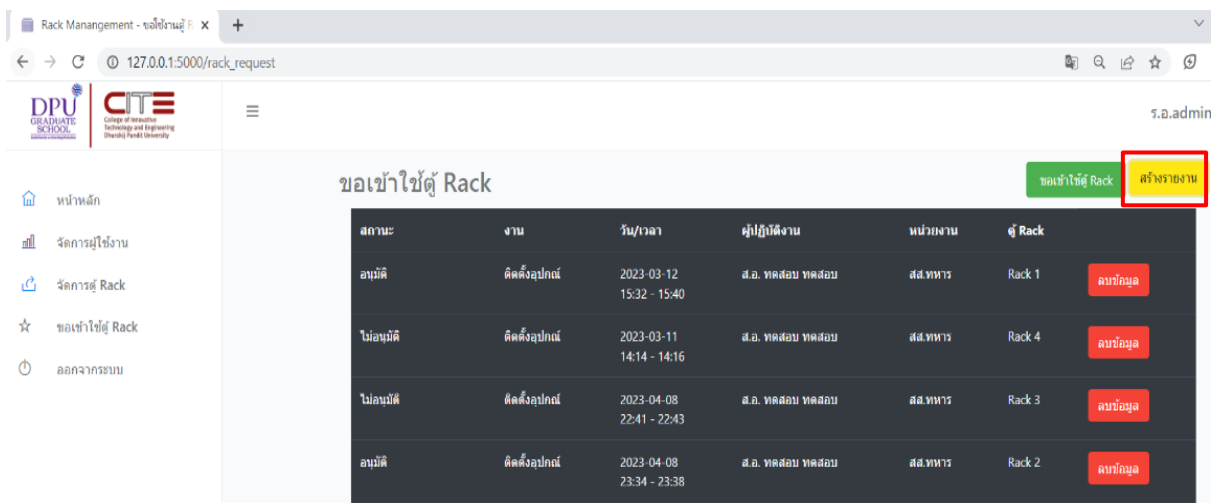 Rack Manangement - ขอใช้งานตู้ R
127.0.0.1:5000/rack_request
DPU
GRADUATE
SCHOOL
CITE
College of Innovative
Technology and Engineering
Dhurakij Pundit University
ร.อ.admin
ขอเข้าใช้ตู้ Rack
ขอเข้าใช้ตู้ Rack
สร้างรายงาน
หน้าหลัก
จัดการผู้ใช้งาน
จัดการตู้ Rack
ขอเข้าใช้ตู้ Rack
ออกจากระบบ
สถานะ งาน วัน/เวลา ผู้ปฏิบัติงาน หน่วยงาน ตู้ Rack
อนุมัติ ติดตั้งอุปกณ์ 2023-03-12 ส.อ. ทดสอบ ทดสอบ สส.ทหาร Rack 1 ลบข้อมูล
15:32 - 15:40
ไม่อนุมัติ ติดตั้งอุปกณ์ 2023-03-11 ส.อ. ทดสอบ ทดสอบ สส.ทหาร Rack 4 ลบข้อมูล
14:14 - 14:16
ไม่อนุมัติ ติดตั้งอุปกณ์ 2023-04-08 ส.อ. ทดสอบ ทดสอบ สส.ทหาร Rack 3 ลบข้อมูล
22:41 - 22:43
อนุมัติ ติดตั้งอุปกณ์ 2023-04-08 ส.อ. ทดสอบ ทดสอบ สส.ทหาร Rack 2 ลบข้อมูล
23:34 - 23:38